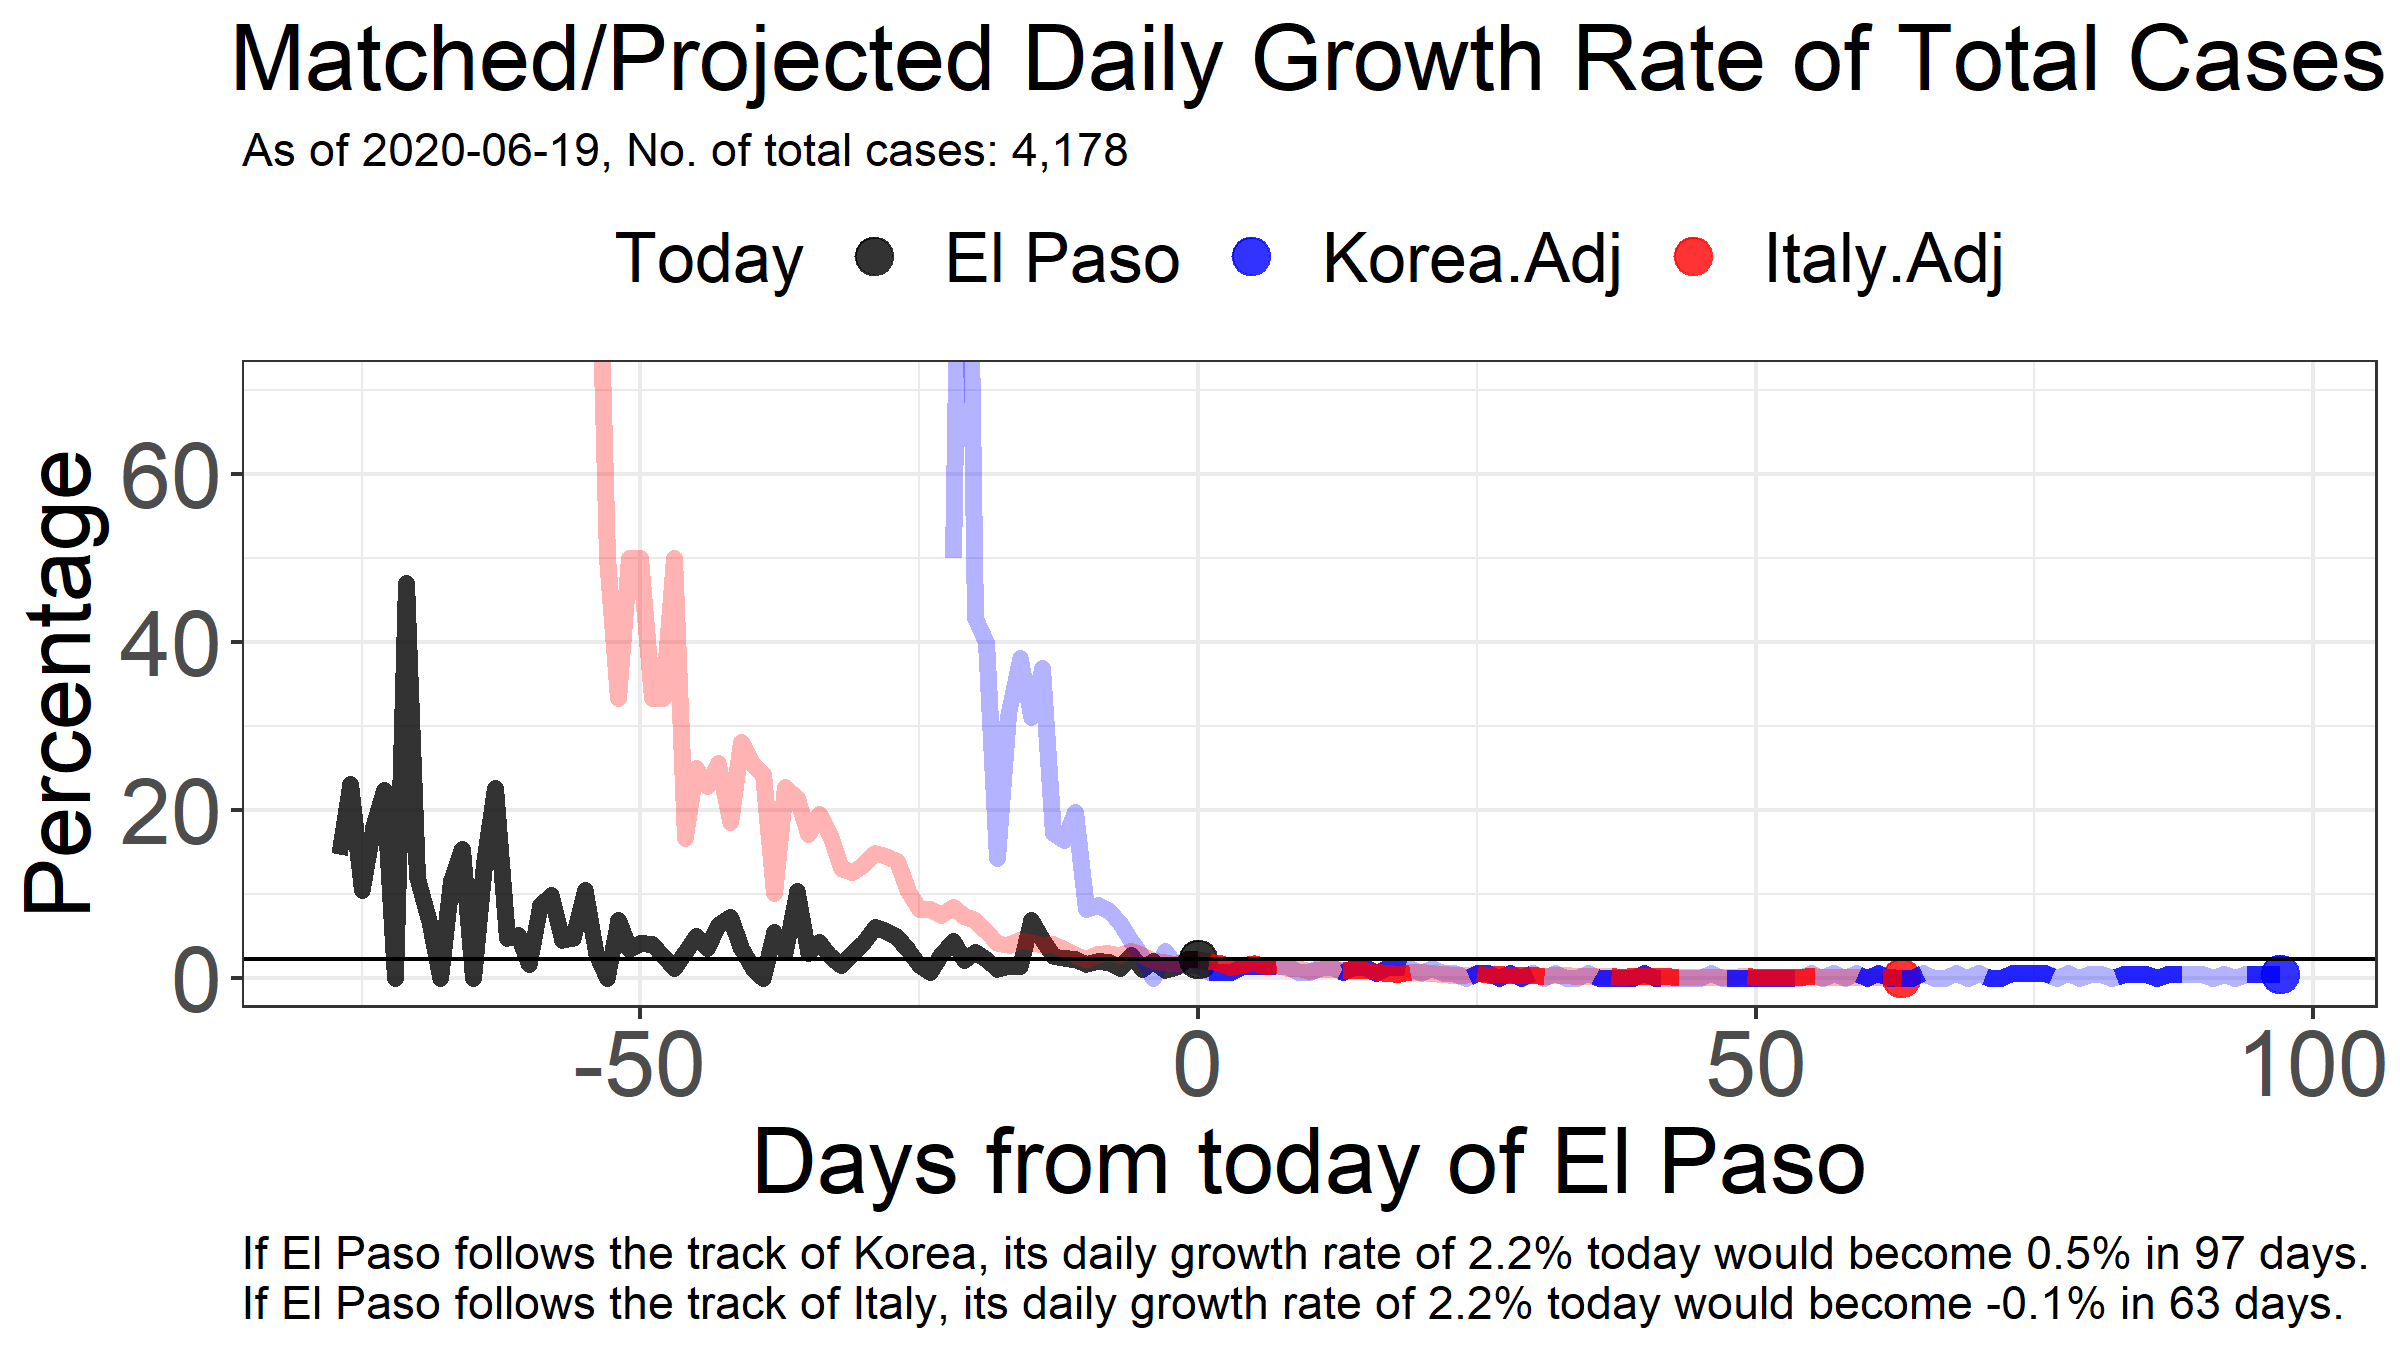 Matched/Projected Daily Growth Rate of Total Cases
As of 2020-06-19, No. of total cases: 4,178
Today El Paso Korea.Adj Italy.Adj
Percentage
60
40
20
0
-50 0 50 100
Days from today of El Paso
If El Paso follows the track of Korea, its daily growth rate of 2.2% today would become 0.5% in 97 days.
If El Paso follows the track of Italy, its daily growth rate of 2.2% today would become -0.1% in 63 days.